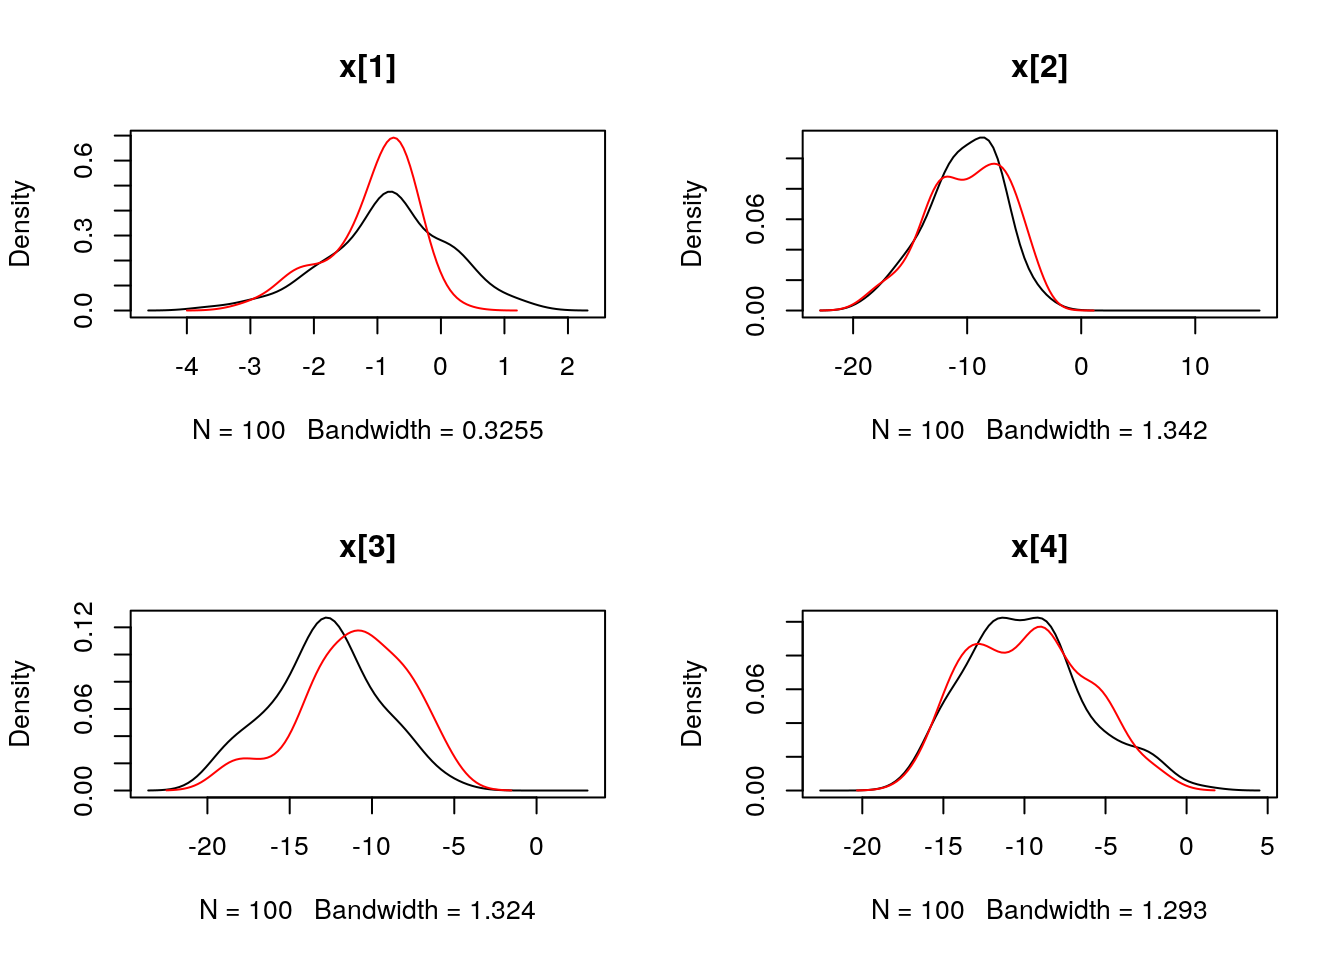 x[1]
Density
0.0 0.3 0.6
-4 -3 -2 -1 0 1 2
N = 100 Bandwidth = 0.3255
x[2]
Density
0.00 0.06
-20 -10 0 10
N = 100 Bandwidth = 1.342
x[3]
Density
0.00 0.06 0.12
-20 -15 -10 -5 0
N = 100 Bandwidth = 1.324
x[4]
Density
0.00 0.06
-20 -15 -10 -5 0 5
N = 100 Bandwidth = 1.293